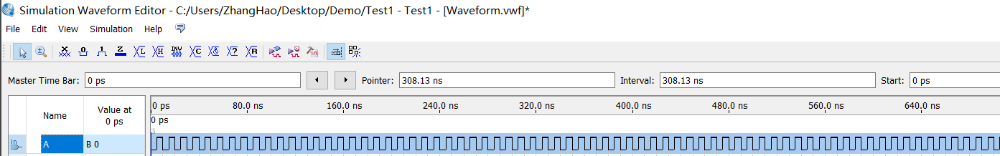 Simulation Waveform Editor - C:/Users/ZhangHao/Desktop/Demo/Test1 - Test1 - [Waveform.vwf]*
File Edit View Simulation Help
X 0 1 Z L H INV C ? R
Master Time Bar: 0 ps Pointer: 308.13 ns Interval: 308.13 ns Start: 0 ps
Name Value at 0 ps 0 ps 80.0 ns 160.0 ns 240.0 ns 320.0 ns 400.0 ns 480.0 ns 560.0 ns 640.0 ns
0 ps
in A B 0